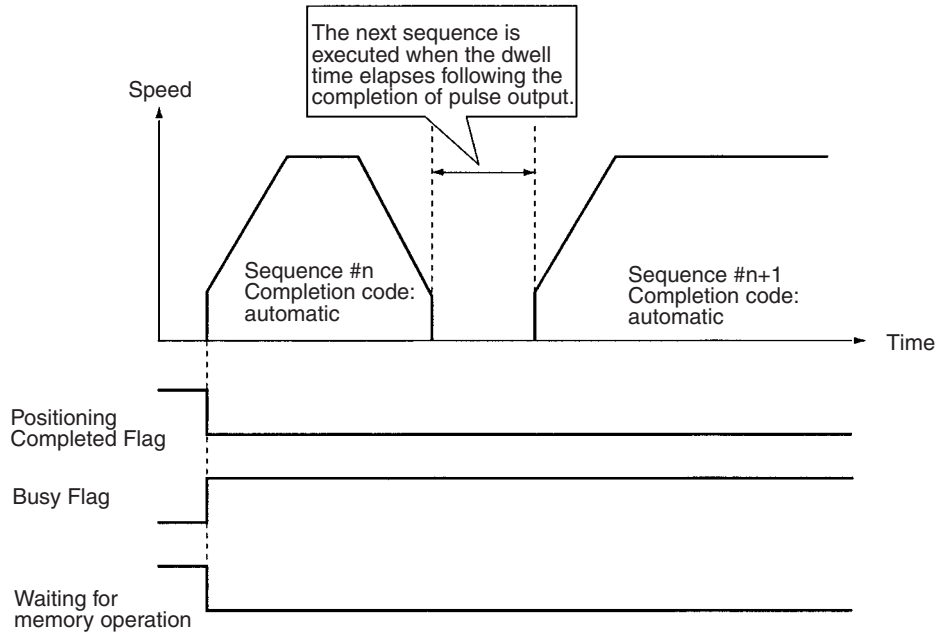 The next sequence is
executed when the dwell
time elapses following the
completion of pulse output.
Speed
Sequence #n
Completion code:
automatic
Sequence #n+1
Completion code:
automatic
Time
Positioning
Completed Flag
Busy Flag
Waiting for
memory operation